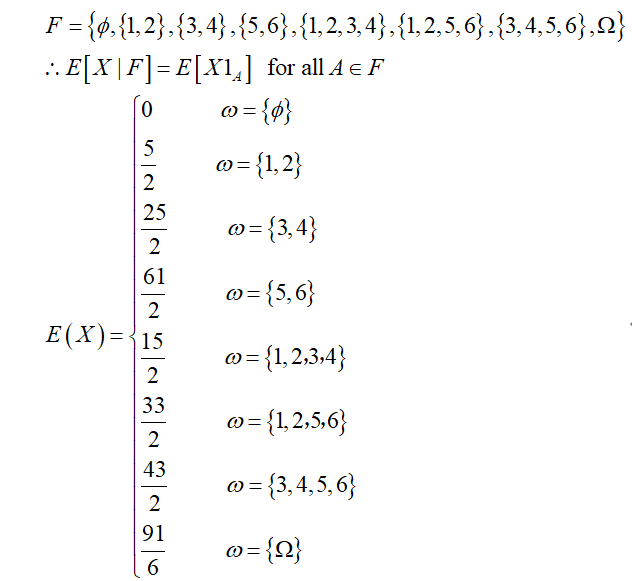 F = {ϕ,{1,2},{3,4},{5,6},{1,2,3,4},{1,2,5,6},{3,4,5,6},Ω}
∴ E[X | F] = E[X1_A] for all A ∈ F
E(X) = {
0 ω = {ϕ}
5/2 ω = {1,2}
25/2 ω = {3,4}
61/2 ω = {5,6}
15/2 ω = {1,2,3,4}
33/2 ω = {1,2,5,6}
43/2 ω = {3,4,5,6}
91/6 ω = {Ω}